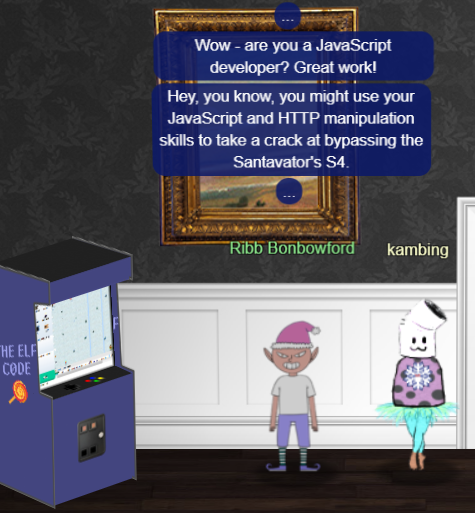 ...
Wow - are you a JavaScript
developer? Great work!
Hey, you know, you might use your
JavaScript and HTTP manipulation
skills to take a crack at bypassing the
Santavator's S4.
...
Ribb Bonbowford
kambing
THE ELF
CODE